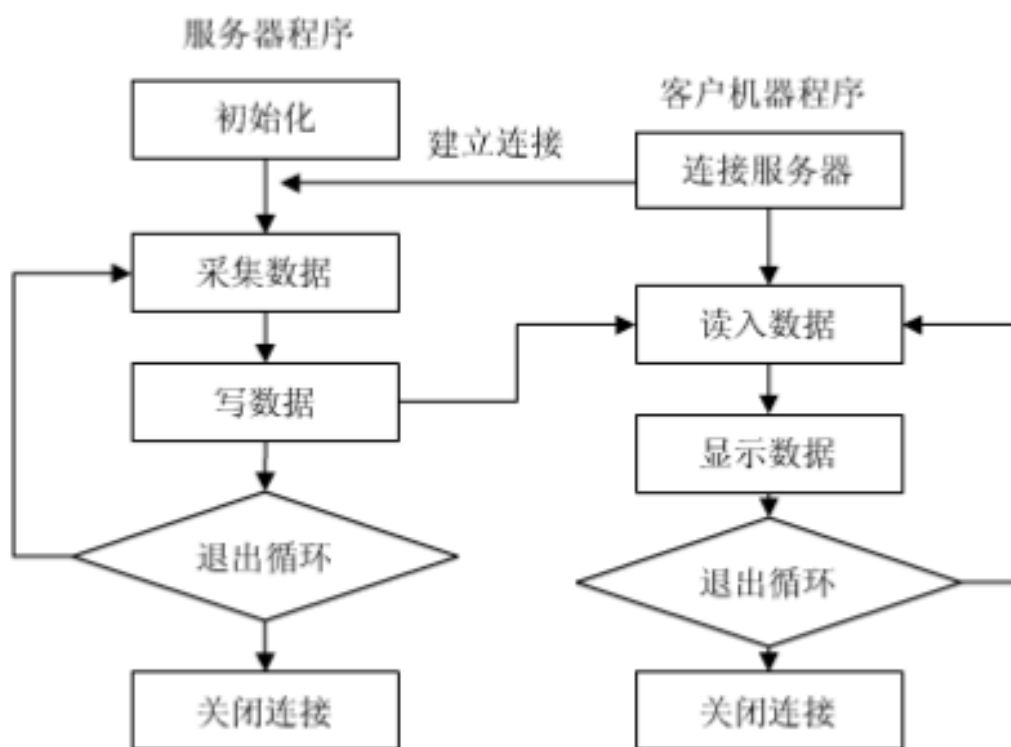 服务器程序
初始化
采集数据
写数据
退出循环
关闭连接
建立连接
客户机器程序
连接服务器
读入数据
显示数据
退出循环
关闭连接